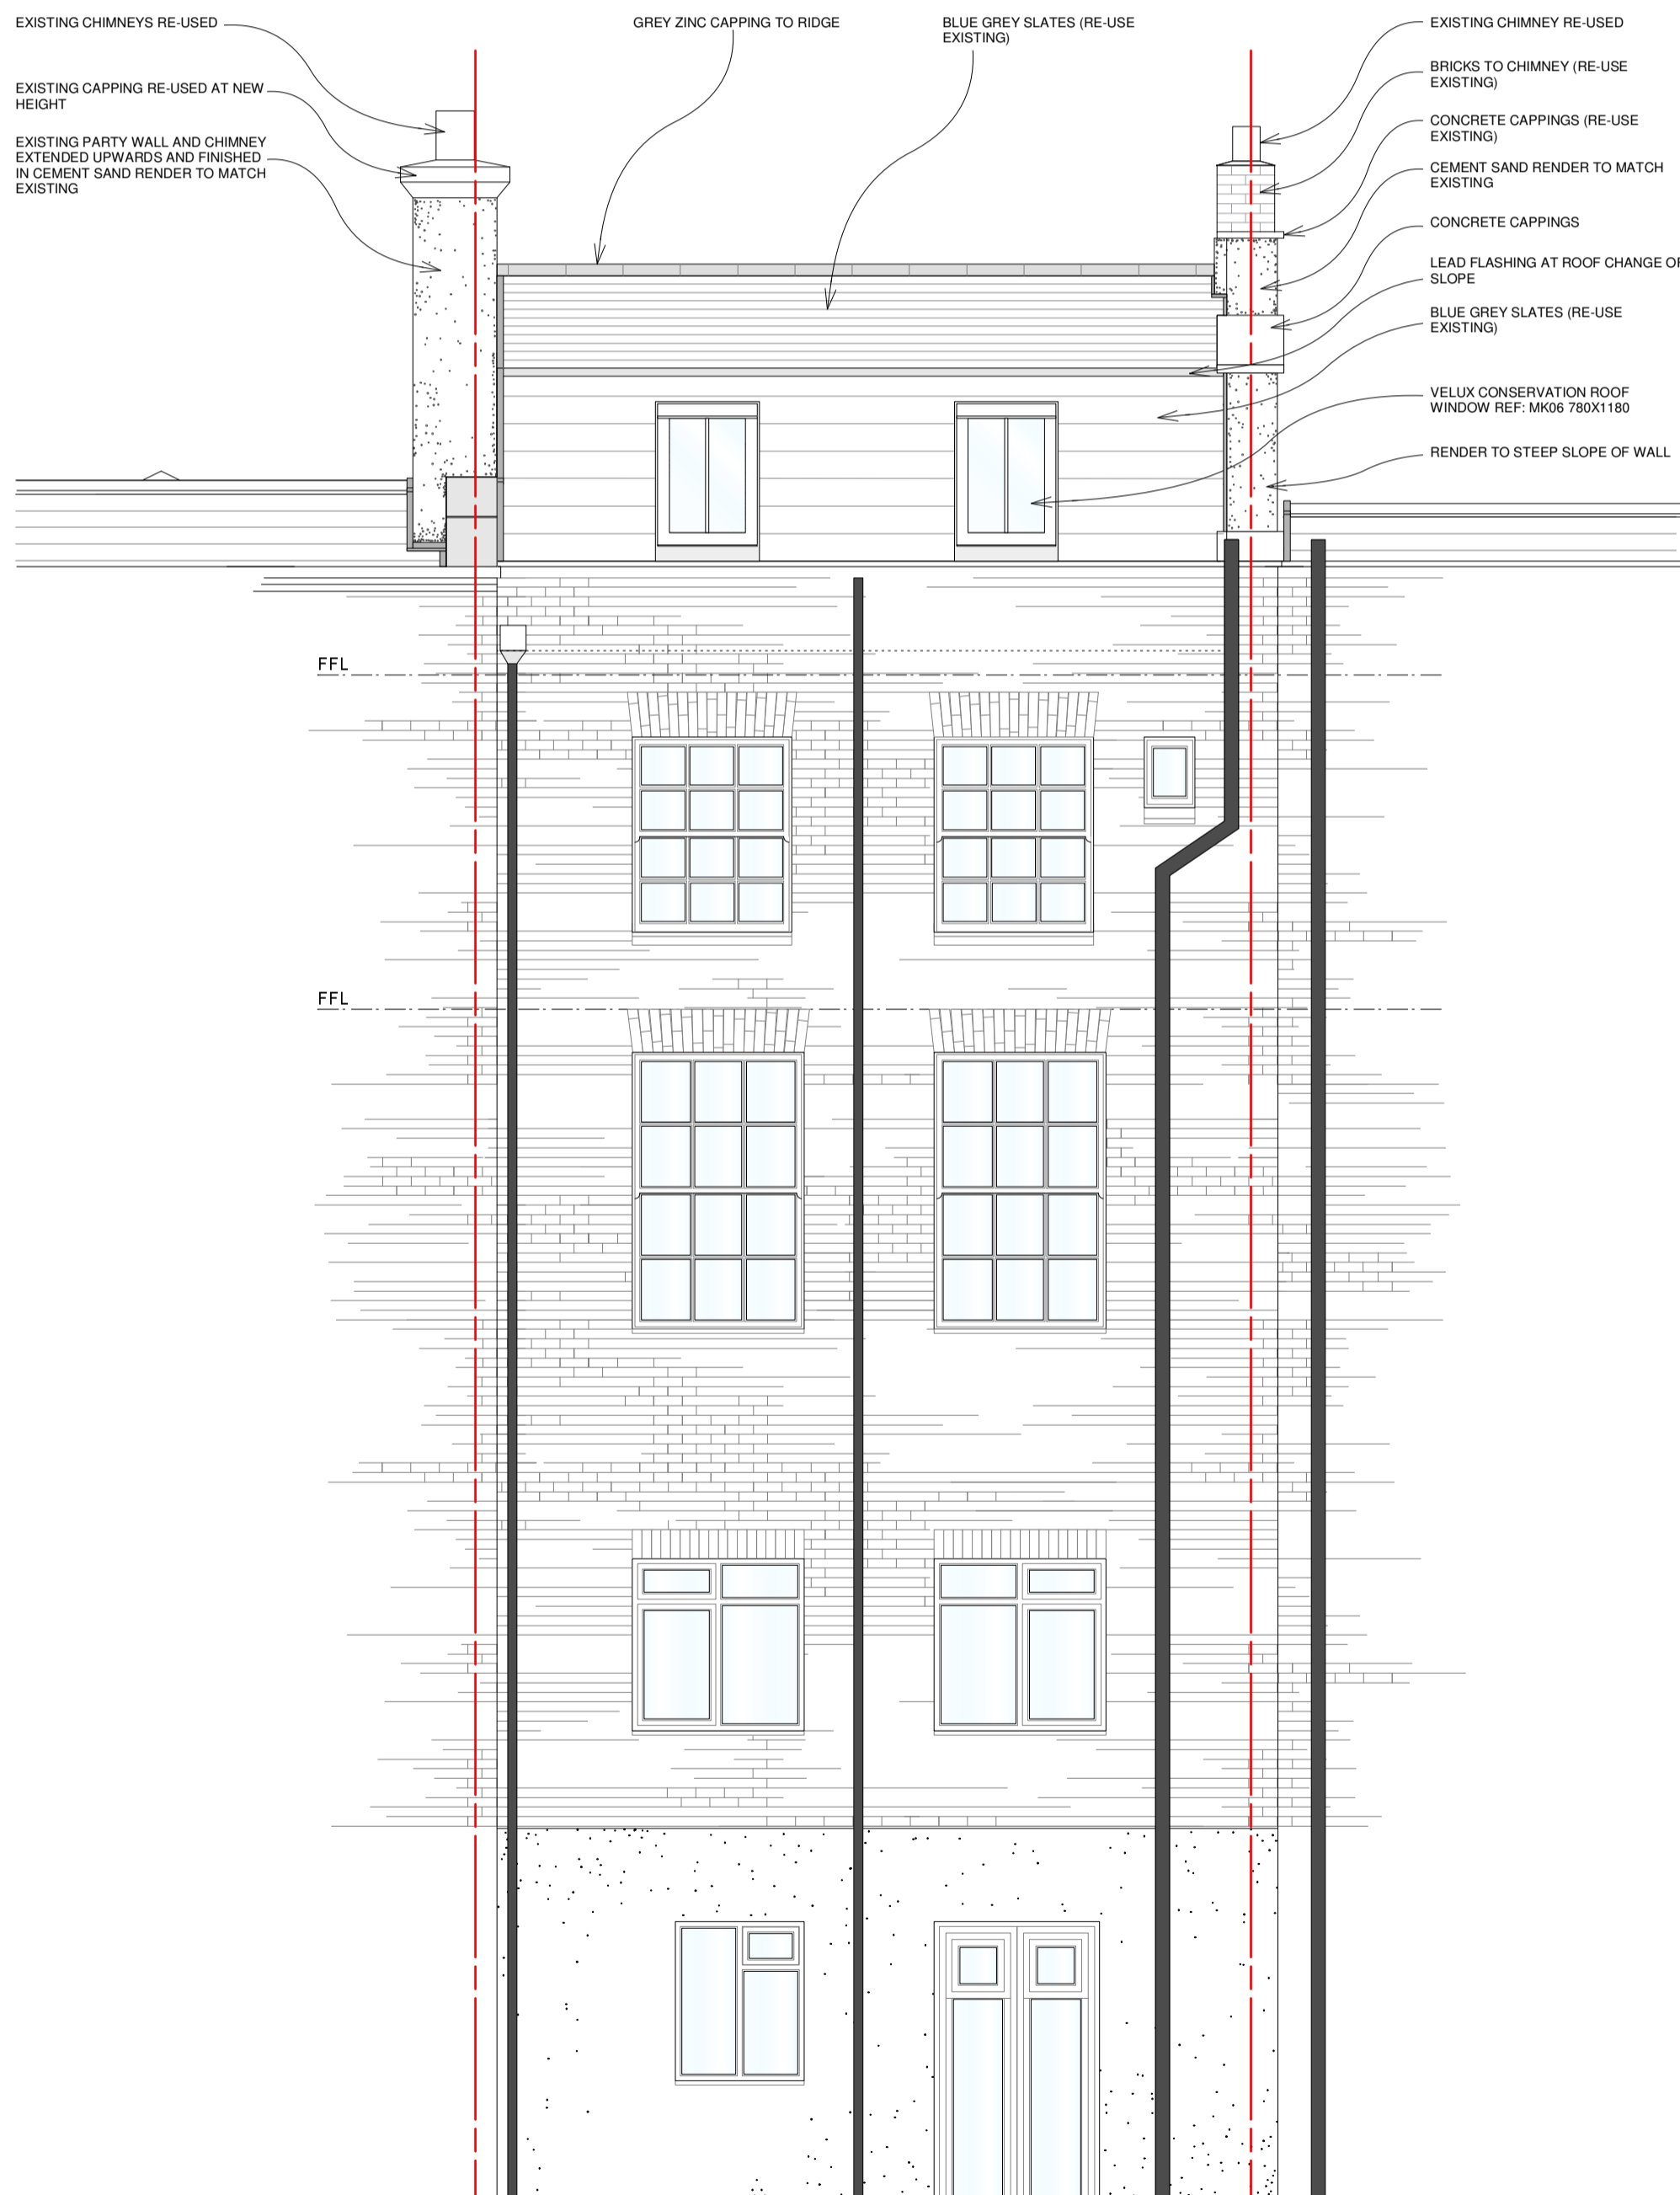 EXISTING CHIMNEYS RE-USED
EXISTING CAPPING RE-USED AT NEW
HEIGHT
EXISTING PARTY WALL AND CHIMNEY
EXTENDED UPWARDS AND FINISHED
IN CEMENT SAND RENDER TO MATCH
EXISTING
GREY ZINC CAPPING TO RIDGE
BLUE GREY SLATES (RE-USE
EXISTING)
EXISTING CHIMNEY RE-USED
BRICKS TO CHIMNEY (RE-USE
EXISTING)
CONCRETE CAPPINGS (RE-USE
EXISTING)
CEMENT SAND RENDER TO MATCH
EXISTING
CONCRETE CAPPINGS
LEAD FLASHING AT ROOF CHANGE OF
SLOPE
BLUE GREY SLATES (RE-USE
EXISTING)
VELUX CONSERVATION ROOF
WINDOW REF: MK06 780X1180
RENDER TO STEEP SLOPE OF WALL
FFL
FFL